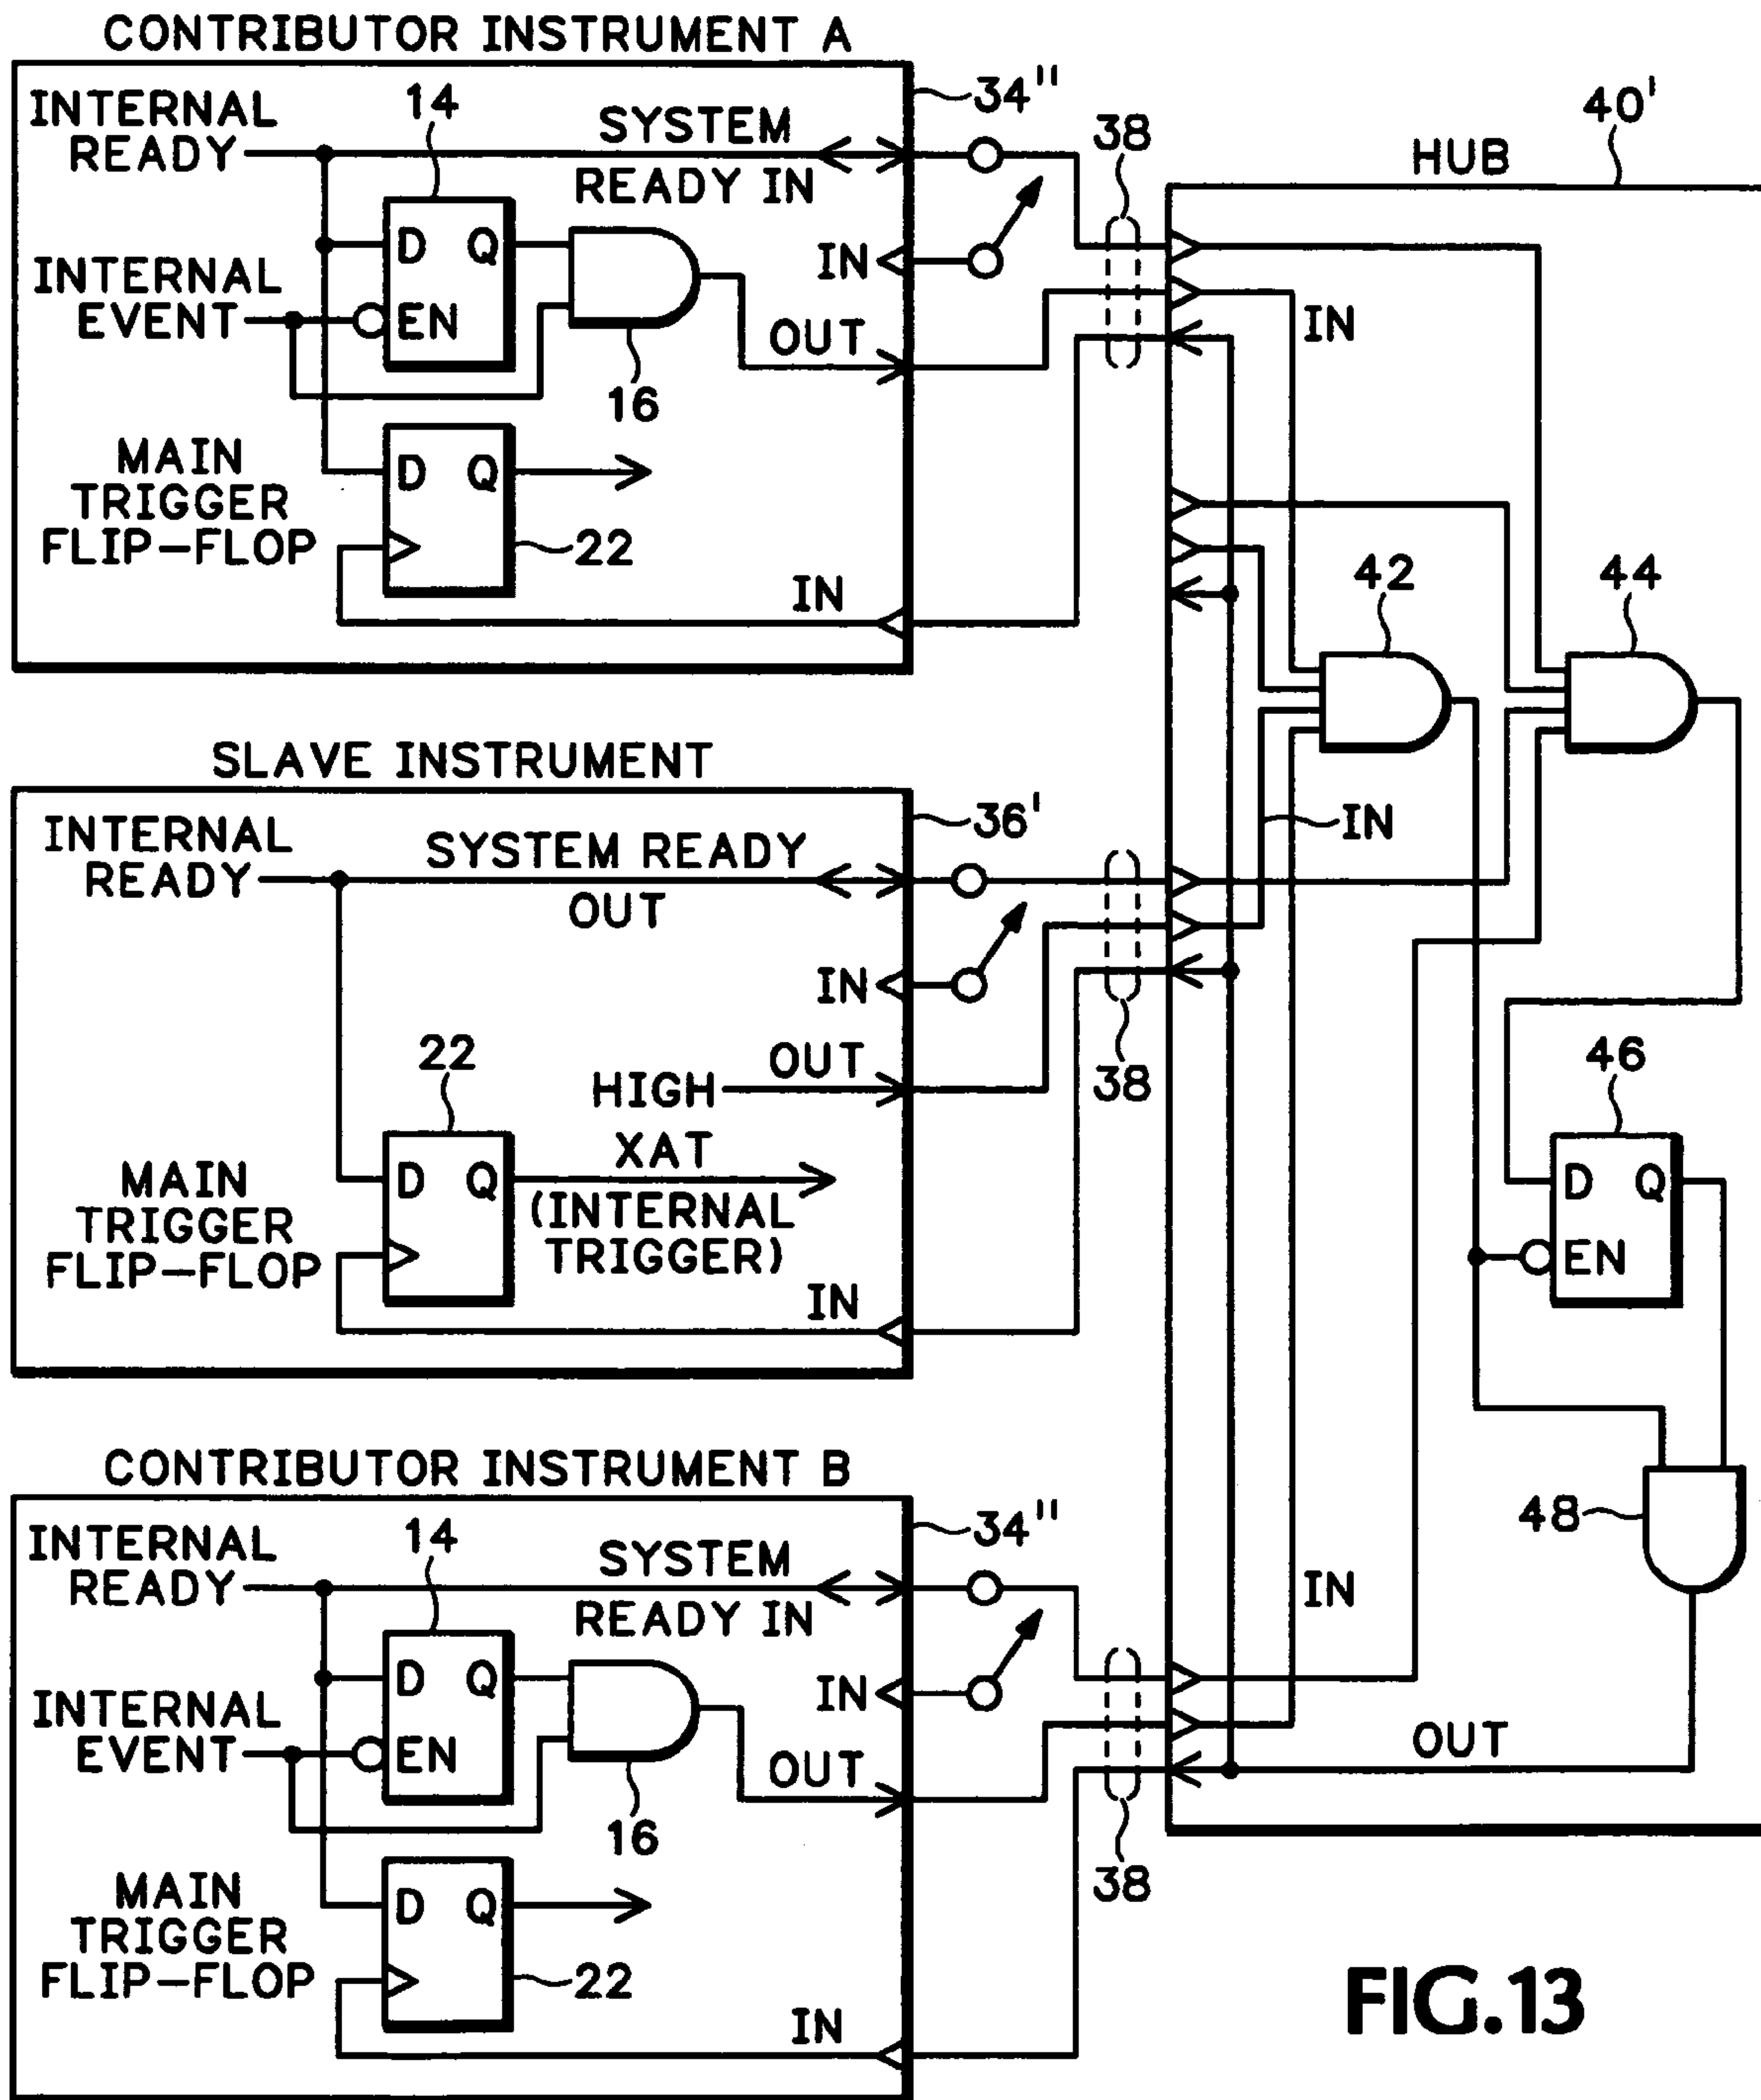 CONTRIBUTOR INSTRUMENT A
34"
INTERNAL
READY
14
SYSTEM
READY IN
38
HUB
40'
D Q
EN
INTERNAL
EVENT
IN
IN
OUT
16
MAIN
TRIGGER
FLIP-FLOP
D Q
22
IN
42
44
SLAVE INSTRUMENT
36'
INTERNAL
READY
SYSTEM READY
OUT
IN
IN
38
OUT
HIGH
22
XAT
(INTERNAL
TRIGGER)
D Q
MAIN
TRIGGER
FLIP-FLOP
IN
46
D Q
EN
48
CONTRIBUTOR INSTRUMENT B
34"
INTERNAL
READY
14
SYSTEM
READY IN
IN
D Q
EN
INTERNAL
EVENT
IN
OUT
OUT
16
38
MAIN
TRIGGER
FLIP-FLOP
D Q
22
IN
FIG.13